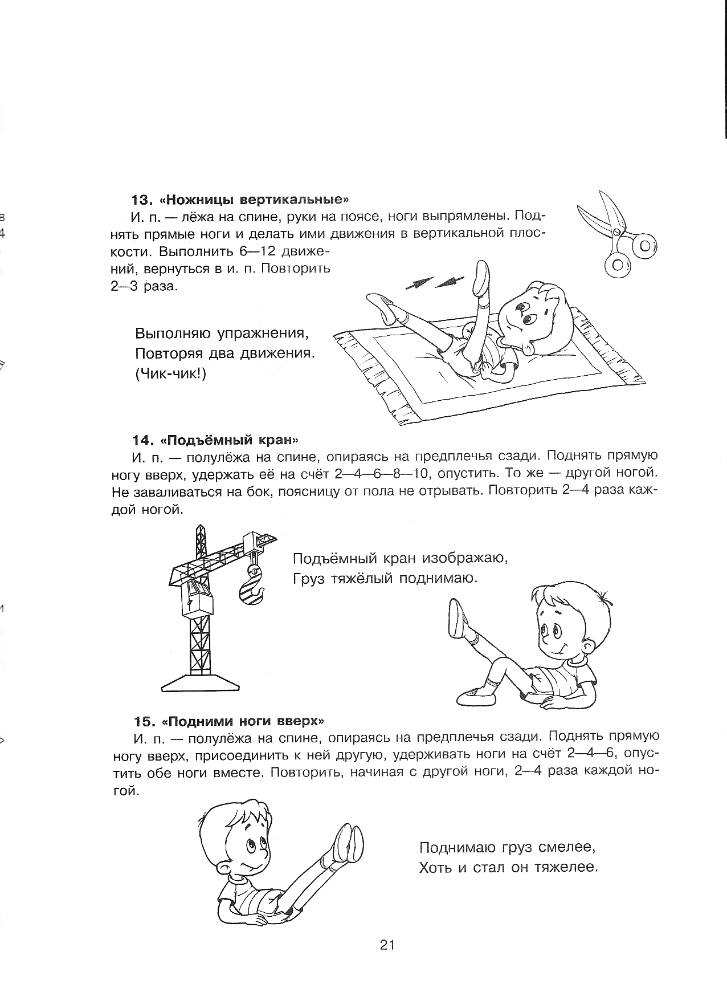 13. «Ножницы вертикальные»
И. п. — лёжа на спине, руки на поясе, ноги выпрямлены. Под-
нять прямые ноги и делать ими движения в вертикальной плос-
кости. Выполнить 6—12 движе-
ний, вернуться в и. п. Повторить
2—3 раза.
Выполняю упражнения,
Повторяя два движения.
(Чик-чик!)
14. «Подъёмный кран»
И. п. — полулёжа на спине, опираясь на предплечья сзади. Поднять прямую
ногу вверх, удержать её на счёт 2—4—6—8—10, опустить. То же — другой ногой.
Не заваливаться на бок, поясницу от пола не отрывать. Повторить 2—4 раза каж-
дой ногой.
Подъёмный кран изображаю,
Груз тяжёлый поднимаю.
15. «Подними ноги вверх»
И. п. — полулёжа на спине, опираясь на предплечья сзади. Поднять прямую
ногу вверх, присоединить к ней другую, удерживать ноги на счёт 2—4—6, опус-
тить обе ноги вместе. Повторить, начиная с другой ноги, 2—4 раза каждой но-
гой.
Поднимаю груз смелее,
Хоть и стал он тяжелее.
21